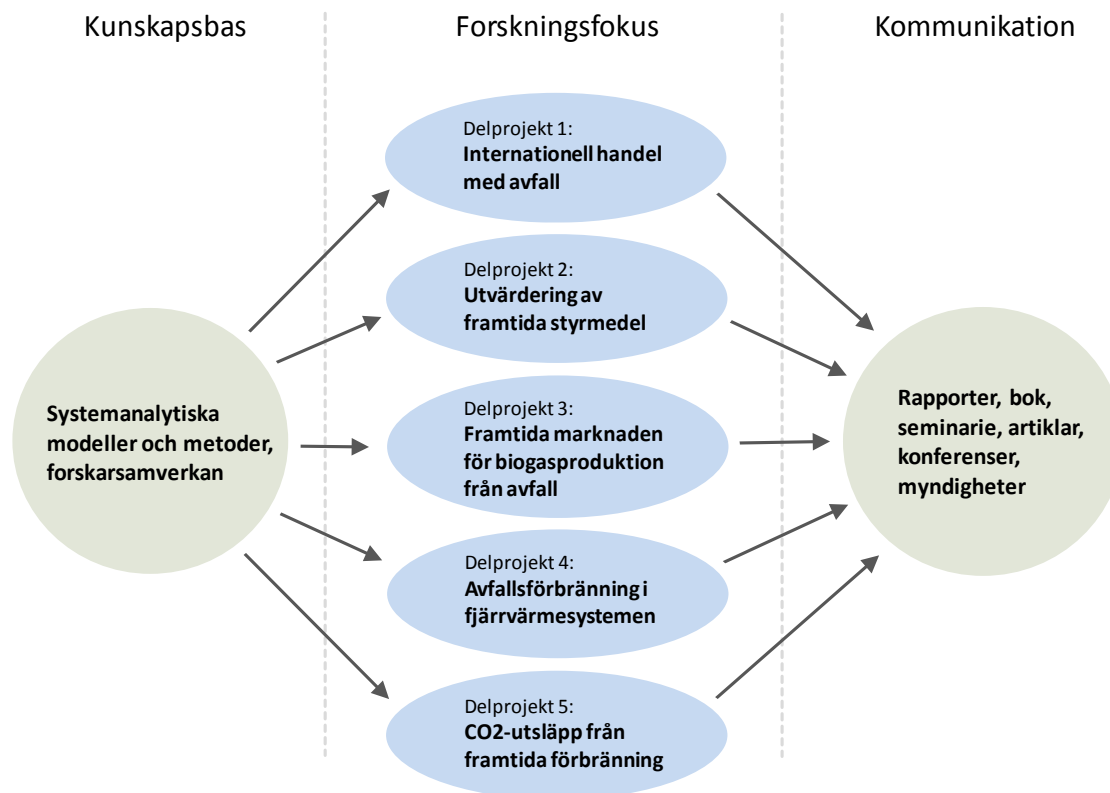 Kunskapsbas
Forskningsfokus
Kommunikation
Systemanalytiska
modeller och metoder,
forskarsamverkan
Delprojekt 1:
Internationell handel
med avfall
Delprojekt 2:
Utvärdering av
framtida styrmedel
Delprojekt 3:
Framtida marknaden
för biogasproduktion
från avfall
Delprojekt 4:
Avfallsförbränning i
fjärrvärmesystemen
Delprojekt 5:
CO2-utsläpp från
framtida förbränning
Rapporter, bok,
seminarie, artiklar,
konferenser,
myndigheter